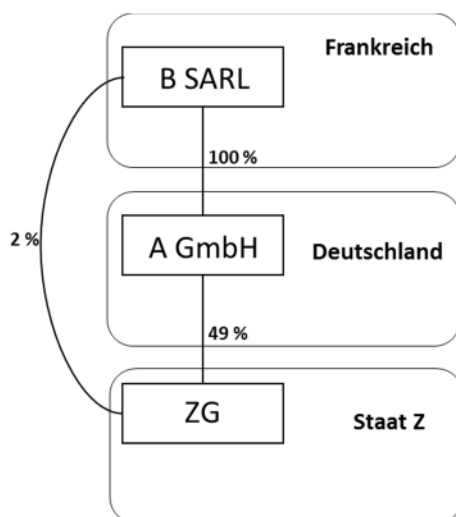 Frankreich
B SARL
100 %
2 %
A GmbH
Deutschland
49 %
ZG
Staat Z